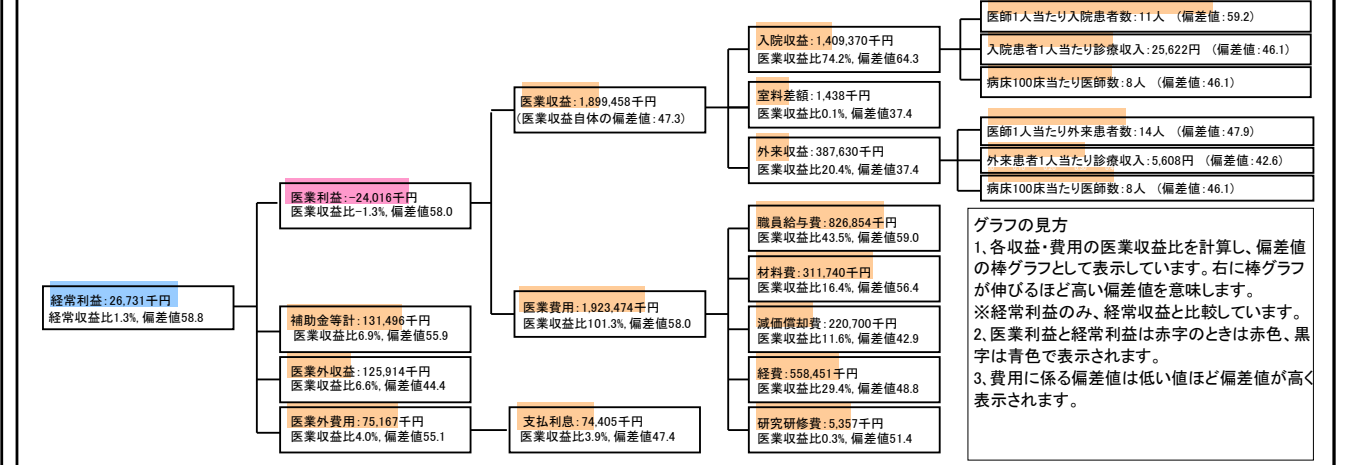 経常利益:26,731千円
経常収益比1.3%, 偏差値58.8
医業利益:-24,016千円
医業収益比-1.3%, 偏差値58.0
補助金等計:131,496千円
医業収益比6.9%, 偏差値55.9
医業外収益:125,914千円
医業収益比6.6%, 偏差値44.4
医業外費用:75,167千円
医業収益比4.0%, 偏差値55.1
医業収益:1,899,458千円
(医業収益自体の偏差値:47.3)
医業費用:1,923,474千円
医業収益比101.3%, 偏差値58.0
支払利息:74,405千円
医業収益比3.9%, 偏差値47.4
入院収益:1,409,370千円
医業収益比74.2%, 偏差値64.3
室料差額:1,438千円
医業収益比0.1%, 偏差値37.4
外来収益:387,630千円
医業収益比20.4%, 偏差値37.4
職員給与費:826,854千円
医業収益比43.5%, 偏差値59.0
材料費:311,740千円
医業収益比16.4%, 偏差値56.4
減価償却費:220,700千円
医業収益比11.6%, 偏差値42.9
経費:558,451千円
医業収益比29.4%, 偏差値48.8
研究研修費:5,357千円
医業収益比0.3%, 偏差値51.4
医師1人当たり入院患者数:11人 (偏差値:59.2)
入院患者1人当たり診療収入:25,622円 (偏差値:46.1)
病床100床当たり医師数:8人 (偏差値:46.1)
医師1人当たり外来患者数:14人 (偏差値:47.9)
外来患者1人当たり診療収入:5,608円 (偏差値:42.6)
病床100床当たり医師数:8人 (偏差値:46.1)
グラフの見方
1、各収益・費用の医業収益比を計算し、偏差値
の棒グラフとして表示しています。右に棒グラフ
が伸びるほど高い偏差値を意味します。
※経常利益のみ、経常収益と比較しています。
2、医業利益と経常利益は赤字のときは赤色、黒
字は青色で表示されます。
3、費用に係る偏差値は低い値ほど偏差値が高く
表示されます。